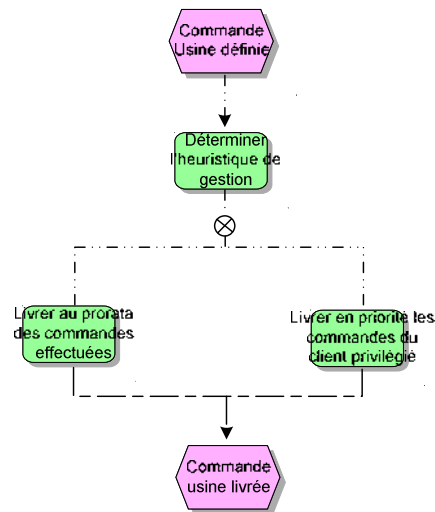 Commande
Usine définie
Déterminer
l'heuristique de
gestion
Livrer au prorata
des commandes
effectuées
Livrer en priorité les
commandes du
client privilégié
Commande
usine livrée